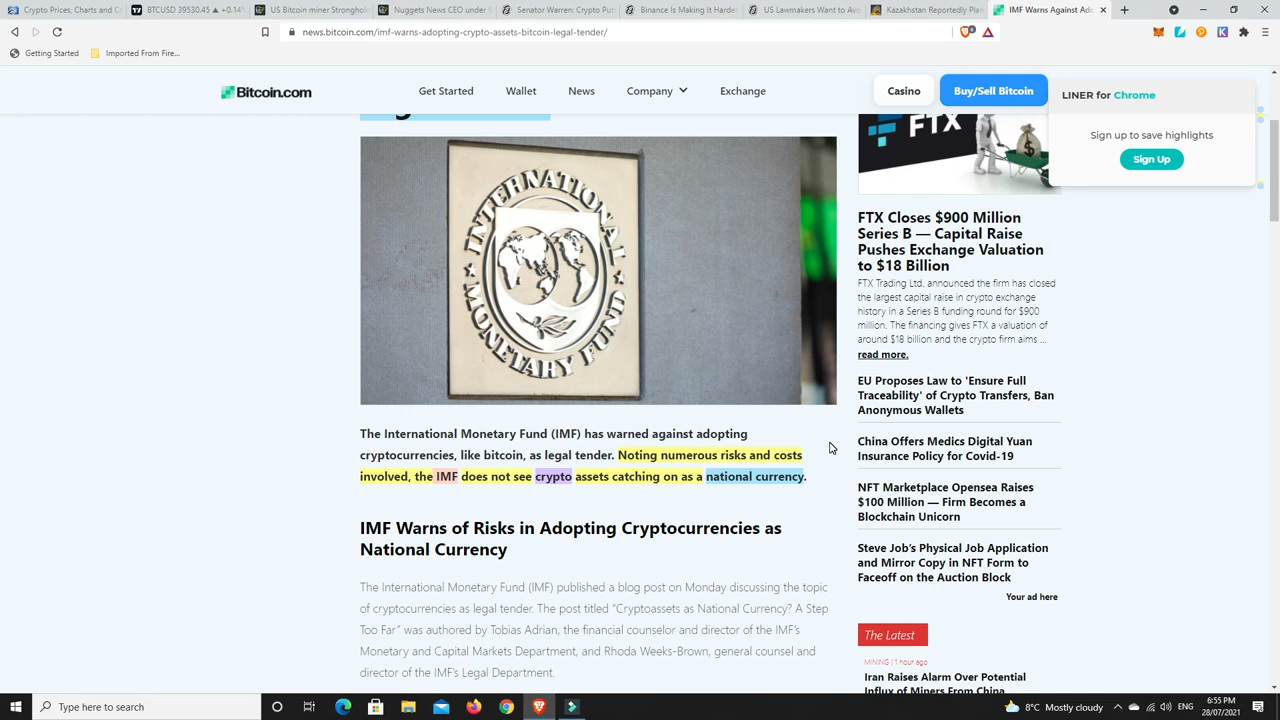 Crypto Prices, Charts and Cr
BTCUSD 39530.45 ▲ +0.14%
US Bitcoin miner Stronghol
Nuggets News CEO under f
Senator Warren: Crypto Put
Binance Is Making It Harder
US Lawmakers Want to Avo
Kazakhstan Reportedly Plan
IMF Warns Against Ado
news.bitcoin.com/imf-warns-adopting-crypto-assets-bitcoin-legal-tender/
Getting Started
Imported From Fire...
Bitcoin.com
Get Started
Wallet
News
Company
Exchange
Casino
Buy/Sell Bitcoin
LINER for Chrome
Sign up to save highlights
Sign Up
INTERNATIONAL
MONETARY FUND
FTX
FTX Closes $900 Million
Series B — Capital Raise
Pushes Exchange Valuation
to $18 Billion
FTX Trading Ltd. announced the firm has closed
the largest capital raise in crypto exchange
history in a Series B funding round for $900
million. The financing gives FTX a valuation of
around $18 billion and the crypto firm aims ...
read more.
EU Proposes Law to 'Ensure Full
Traceability' of Crypto Transfers, Ban
Anonymous Wallets
China Offers Medics Digital Yuan
Insurance Policy for Covid-19
NFT Marketplace Opensea Raises
$100 Million — Firm Becomes a
Blockchain Unicorn
Steve Job's Physical Job Application
and Mirror Copy in NFT Form to
Faceoff on the Auction Block
Your ad here
The Latest
MINING | 1 hour ago
Iran Raises Alarm Over Potential
Influx of Miners From China
The International Monetary Fund (IMF) has warned against adopting
cryptocurrencies, like bitcoin, as legal tender. Noting numerous risks and costs
involved, the IMF does not see crypto assets catching on as a national currency.
IMF Warns of Risks in Adopting Cryptocurrencies as
National Currency
The International Monetary Fund (IMF) published a blog post on Monday discussing the topic
of cryptocurrencies as legal tender. The post titled "Cryptoassets as National Currency? A Step
Too Far" was authored by Tobias Adrian, the financial counselor and director of the IMF's
Monetary and Capital Markets Department, and Rhoda Weeks-Brown, general counsel and
director of the IMF's Legal Department.
Type here to search
8°C Mostly cloudy
ENG
6:55 PM
28/07/2021